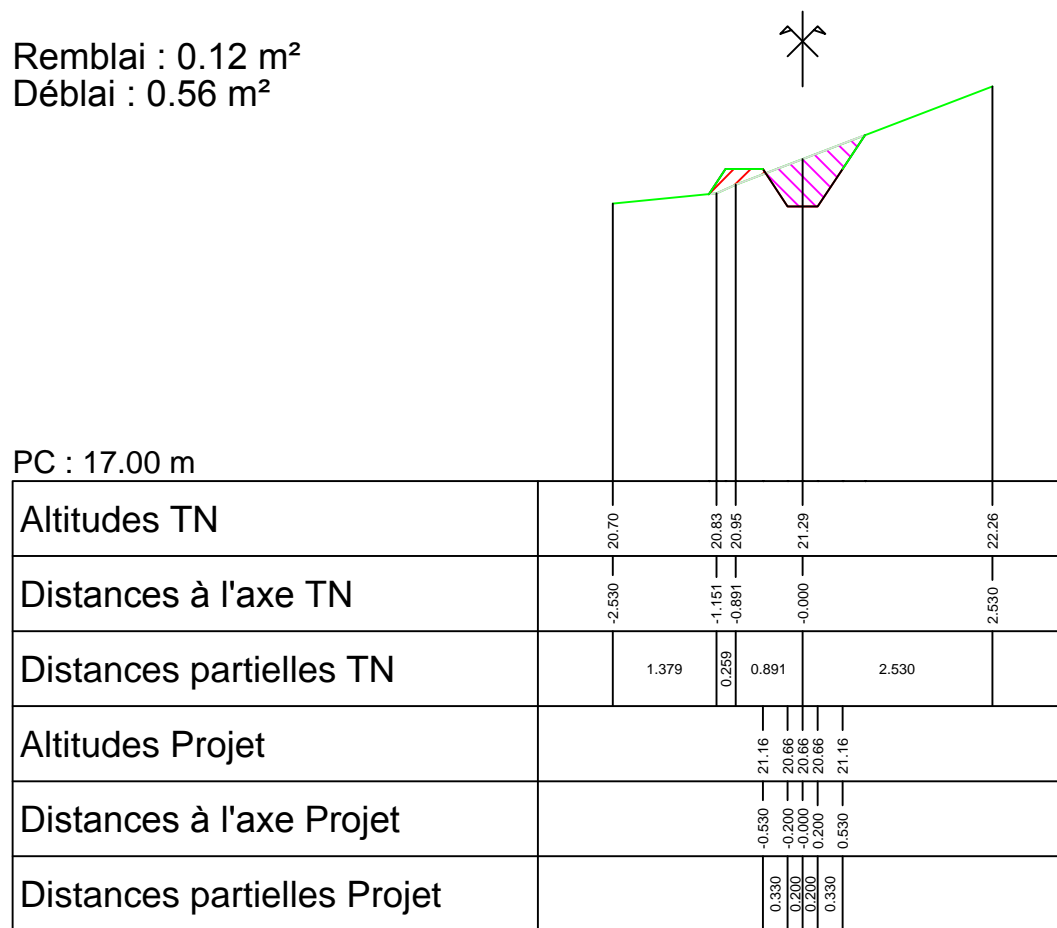 Remblai : 0.12 m²
Déblai : 0.56 m²
PC : 17.00 m
Altitudes TN 20.70 20.83 20.95 21.29 22.26
Distances à l'axe TN -2.530 -1.151 -0.891 -0.000 2.530
Distances partielles TN 1.379 0.259 0.891 2.530
Altitudes Projet 21.16 20.66 20.66 20.66 21.16
Distances à l'axe Projet -0.530 -0.200 -0.000 0.200 0.530
Distances partielles Projet 0.330 0.200 0.200 0.330